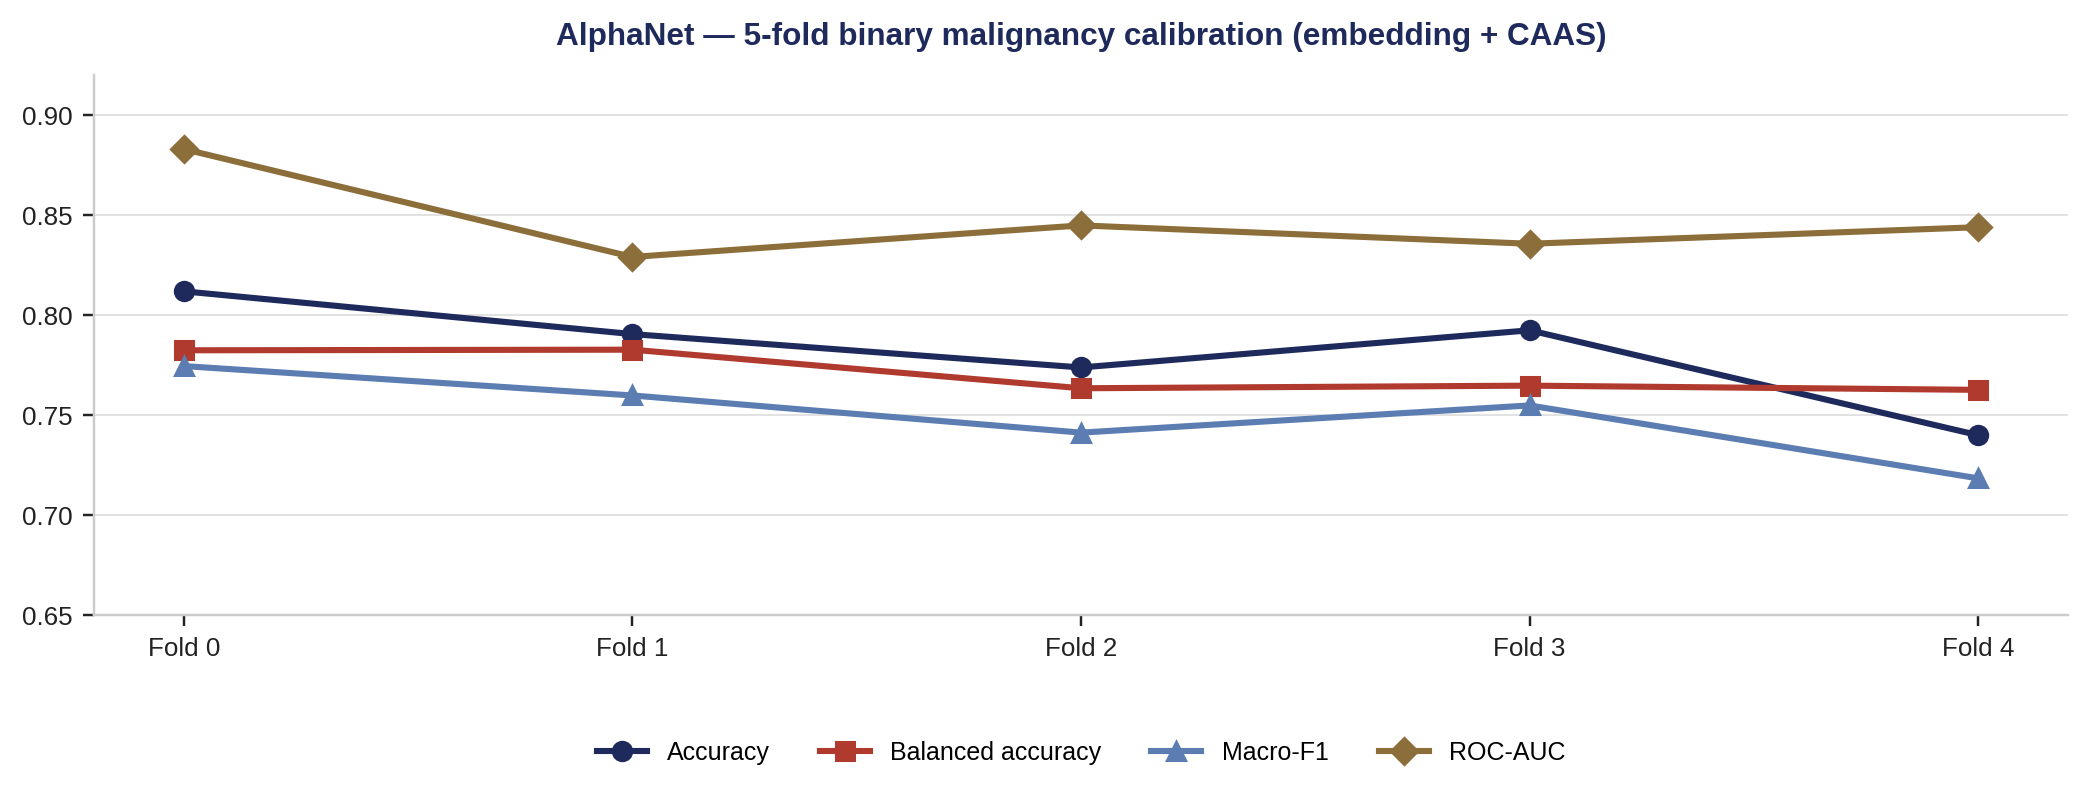 AlphaNet — 5-fold binary malignancy calibration (embedding + CAAS)
0.90
0.85
0.80
0.75
0.70
0.65
Fold 0 Fold 1 Fold 2 Fold 3 Fold 4
Accuracy Balanced accuracy Macro-F1 ROC-AUC